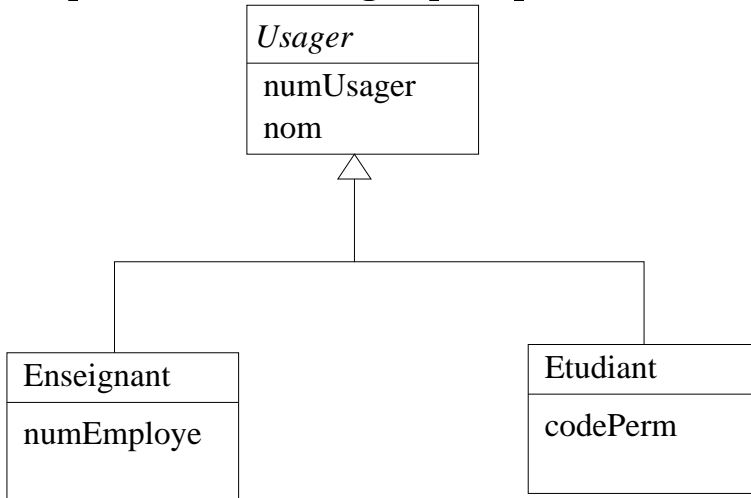 Usager
numUsager
nom
Enseignant
numEmploye
Etudiant
codePerm